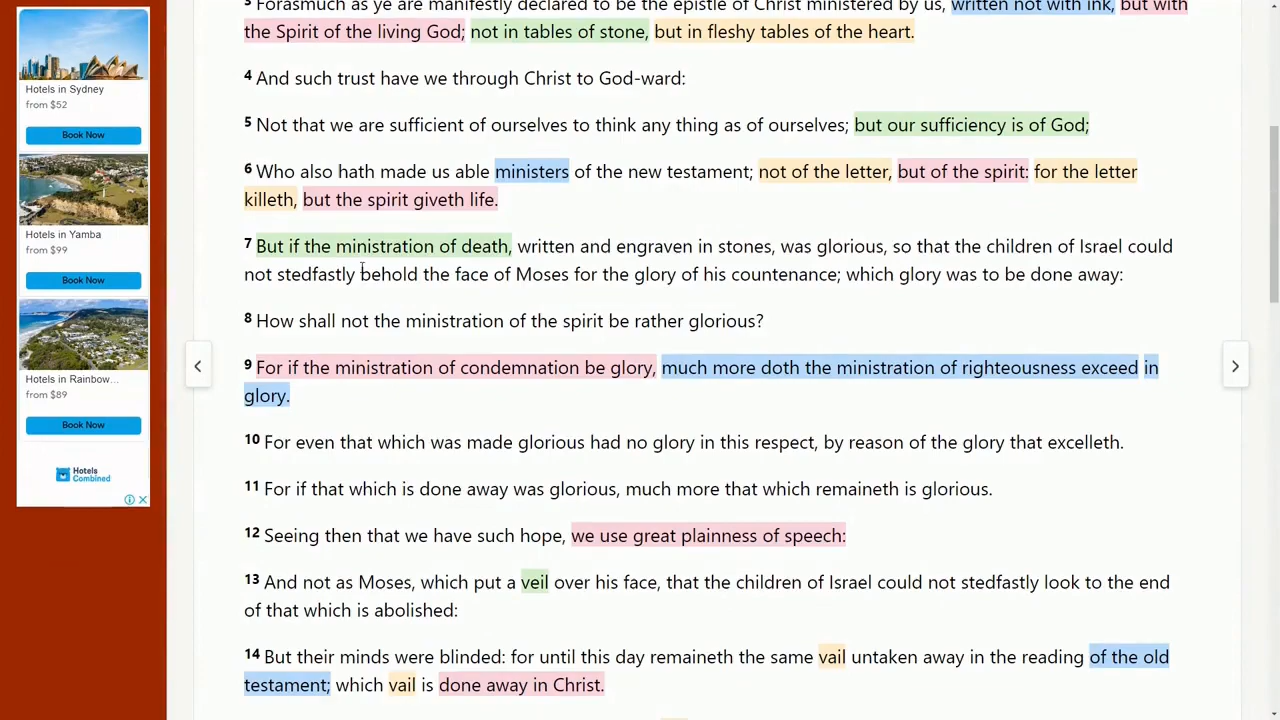 3 Forasmuch as ye are manifestly declared to be the epistle of Christ ministered by us, written not with ink, but with
the Spirit of the living God; not in tables of stone, but in fleshy tables of the heart.
4 And such trust have we through Christ to God-ward:
5 Not that we are sufficient of ourselves to think any thing as of ourselves; but our sufficiency is of God;
6 Who also hath made us able ministers of the new testament; not of the letter, but of the spirit: for the letter
killeth, but the spirit giveth life.
7 But if the ministration of death, written and engraven in stones, was glorious, so that the children of Israel could
not stedfastly behold the face of Moses for the glory of his countenance; which glory was to be done away:
8 How shall not the ministration of the spirit be rather glorious?
9 For if the ministration of condemnation be glory, much more doth the ministration of righteousness exceed in
glory.
10 For even that which was made glorious had no glory in this respect, by reason of the glory that excelleth.
11 For if that which is done away was glorious, much more that which remaineth is glorious.
12 Seeing then that we have such hope, we use great plainness of speech:
13 And not as Moses, which put a veil over his face, that the children of Israel could not stedfastly look to the end
of that which is abolished:
14 But their minds were blinded: for until this day remaineth the same vail untaken away in the reading of the old
testament; which vail is done away in Christ.
Hotels in Sydney
from $52
Book Now
Hotels in Yamba
from $99
Book Now
Hotels in Rainbow...
from $89
Book Now
Hotels
Combined